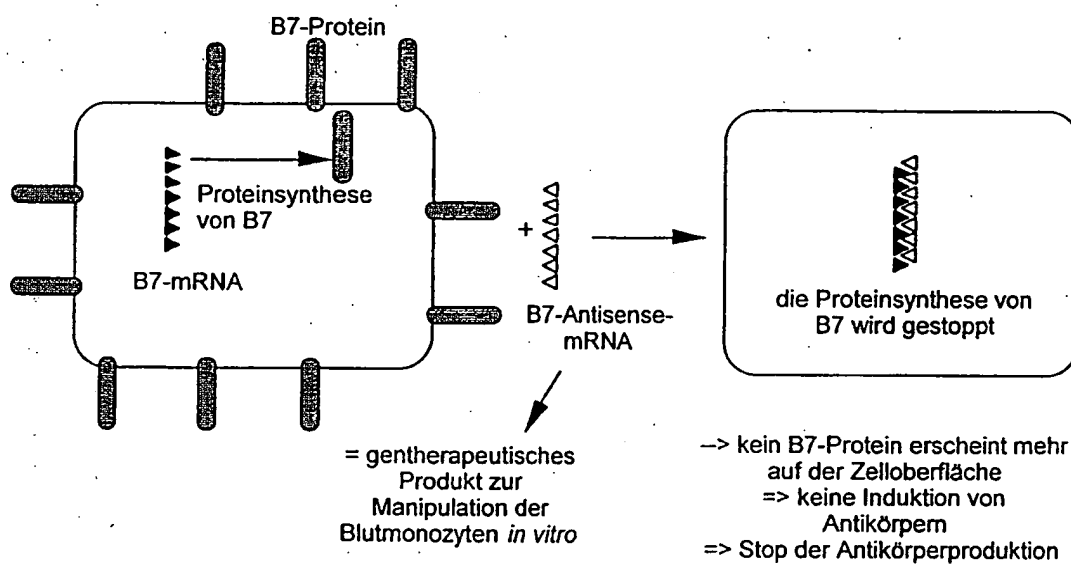 B7-Protein
Proteinsynthese
von B7
B7-mRNA
+
B7-Antisense-
mRNA
= gentherapeutisches
Produkt zur
Manipulation der
Blutmonozyten in vitro
die Proteinsynthese von
B7 wird gestoppt
--> kein B7-Protein erscheint mehr
auf der Zelloberfläche
=> keine Induktion von
Antikörpern
=> Stop der Antikörperproduktion